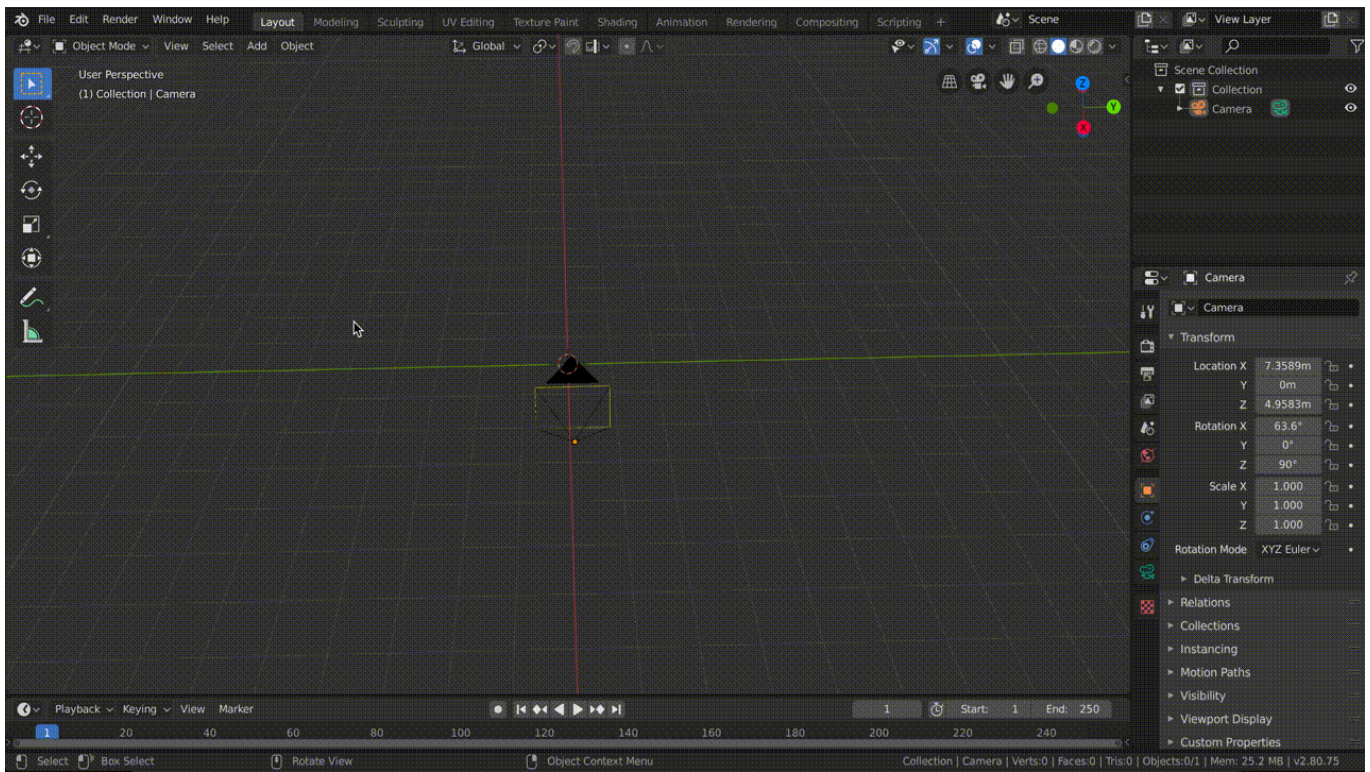 File Edit Render Window Help Layout Modeling Sculpting UV Editing Texture Paint Shading Animation Rendering Compositing Scripting + Scene View Layer
Object Mode View Select Add Object Global
User Perspective
(1) Collection | Camera
Z
Y
X
Scene Collection
Collection
Camera
Camera
Camera
Transform
Location X 7.3589m
Y 0m
Z 4.9583m
Rotation X 63.6°
Y 0°
Z 90°
Scale X 1.000
Y 1.000
Z 1.000
Rotation Mode XYZ Euler
Delta Transform
Relations
Collections
Instancing
Motion Paths
Visibility
Viewport Display
Custom Properties
Playback Keying View Marker 1 Start: 1 End: 250
1 20 40 60 80 100 120 140 160 180 200 220 240
Select Box Select Rotate View Object Context Menu Collection | Camera | Verts:0 | Faces:0 | Tris:0 | Objects:0/1 | Mem: 25.2 MB | v2.80.75